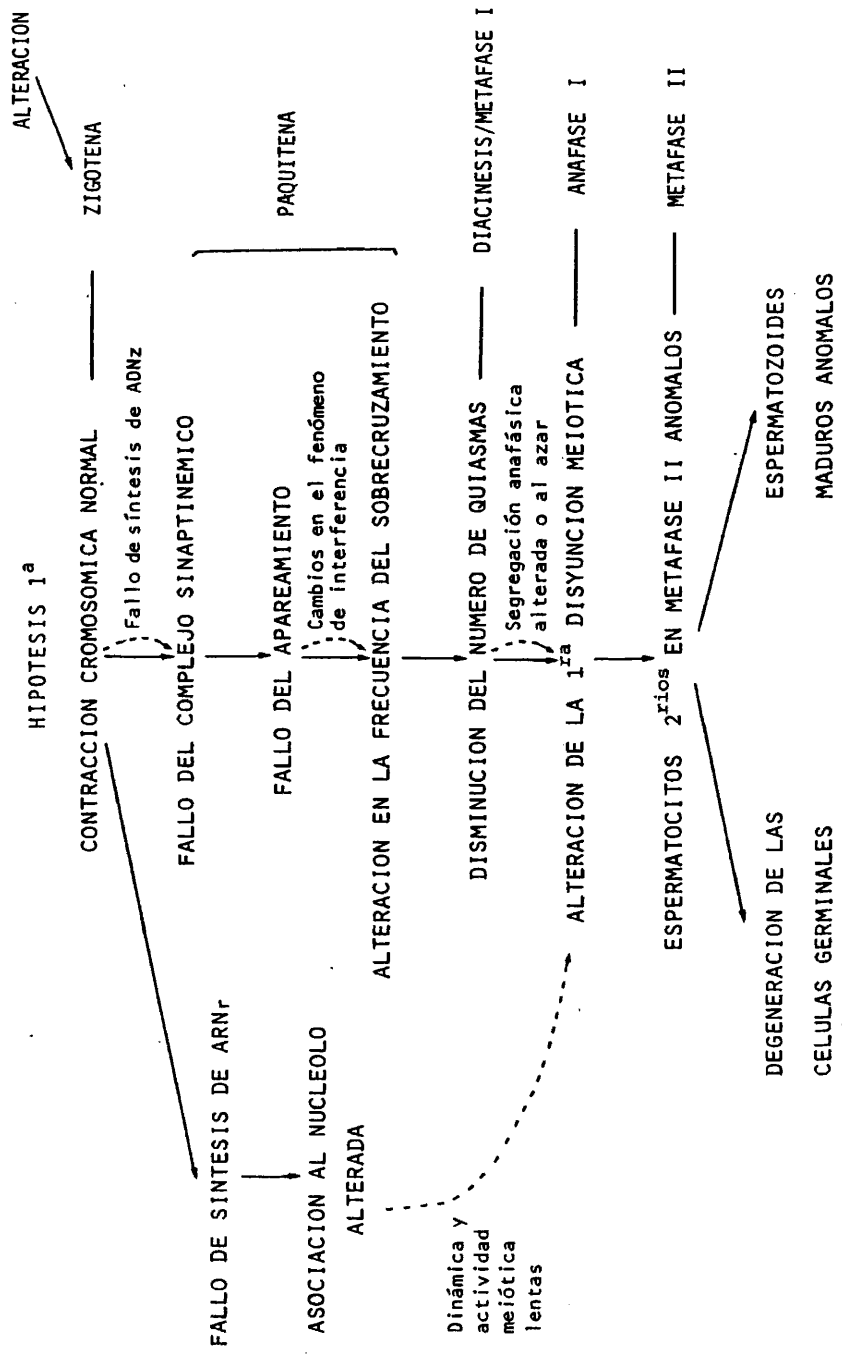 HIPOTESIS 1ª
ALTERACION
CONTRACCION CROMOSOMICA NORMAL
ZIGOTENA
Fallo de síntesis de ADNz
FALLO DE SINTESIS DE ARNr
FALLO DEL COMPLEJO SINAPTINEMICO
PAQUITENA
ASOCIACION AL NUCLEOLO
ALTERADA
FALLO DEL APAREAMIENTO
Cambios en el fenómeno
de interferencia
ALTERACION EN LA FRECUENCIA DEL SOBRECRUZAMIENTO
Dinámica y
actividad
meiótica
lentas
DISMINUCION DEL NUMERO DE QUIASMAS
DIACINESIS/METAFASE I
Segregación anafásica
alterada o al azar
ALTERACION DE LA 1ra DISYUNCION MEIOTICA
ANAFASE I
ESPERMATOCITOS 2rios EN METAFASE II ANOMALOS
METAFASE II
DEGENERACION DE LAS
CELULAS GERMINALES
ESPERMATOZOIDES
MADUROS ANOMALOS